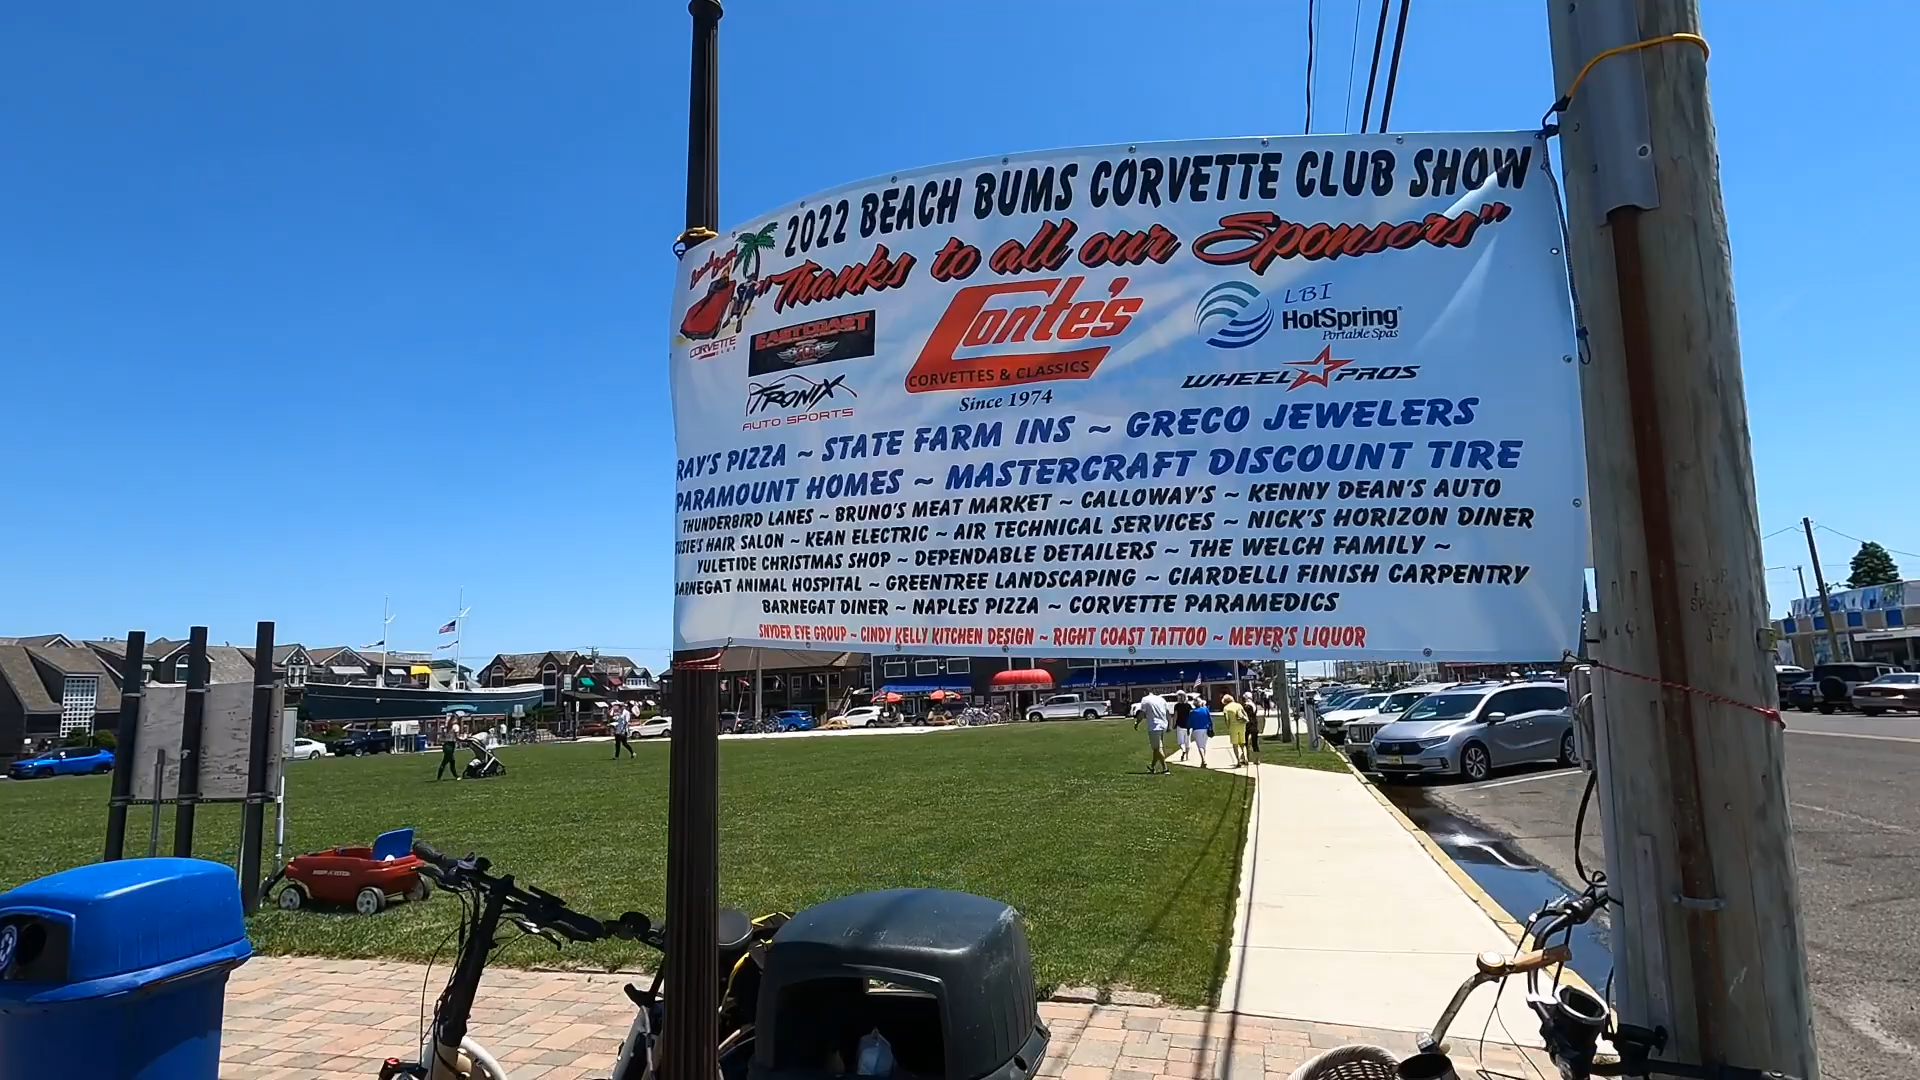 2022 BEACH BUMS CORVETTE CLUB SHOW
"Thanks to all our Sponsors"
CORVETTE
EAST COAST
TRONIX
AUTO SPORTS
Conte's
CORVETTES & CLASSICS
Since 1974
LBI
HotSpring®
Portable Spas
WHEEL PROS
RAY'S PIZZA ~ STATE FARM INS ~ GRECO JEWELERS
PARAMOUNT HOMES ~ MASTERCRAFT DISCOUNT TIRE
THUNDERBIRD LANES ~ BRUNO'S MEAT MARKET ~ CALLOWAY'S ~ KENNY DEAN'S AUTO
SUSIE'S HAIR SALON ~ KEAN ELECTRIC ~ AIR TECHNICAL SERVICES ~ NICK'S HORIZON DINER
YULETIDE CHRISTMAS SHOP ~ DEPENDABLE DETAILERS ~ THE WELCH FAMILY ~
BARNEGAT ANIMAL HOSPITAL ~ GREENTREE LANDSCAPING ~ CIARDELLI FINISH CARPENTRY
BARNEGAT DINER ~ NAPLES PIZZA ~ CORVETTE PARAMEDICS
SNYDER EYE GROUP ~ CINDY KELLY KITCHEN DESIGN ~ RIGHT COAST TATTOO ~ MEYER'S LIQUOR